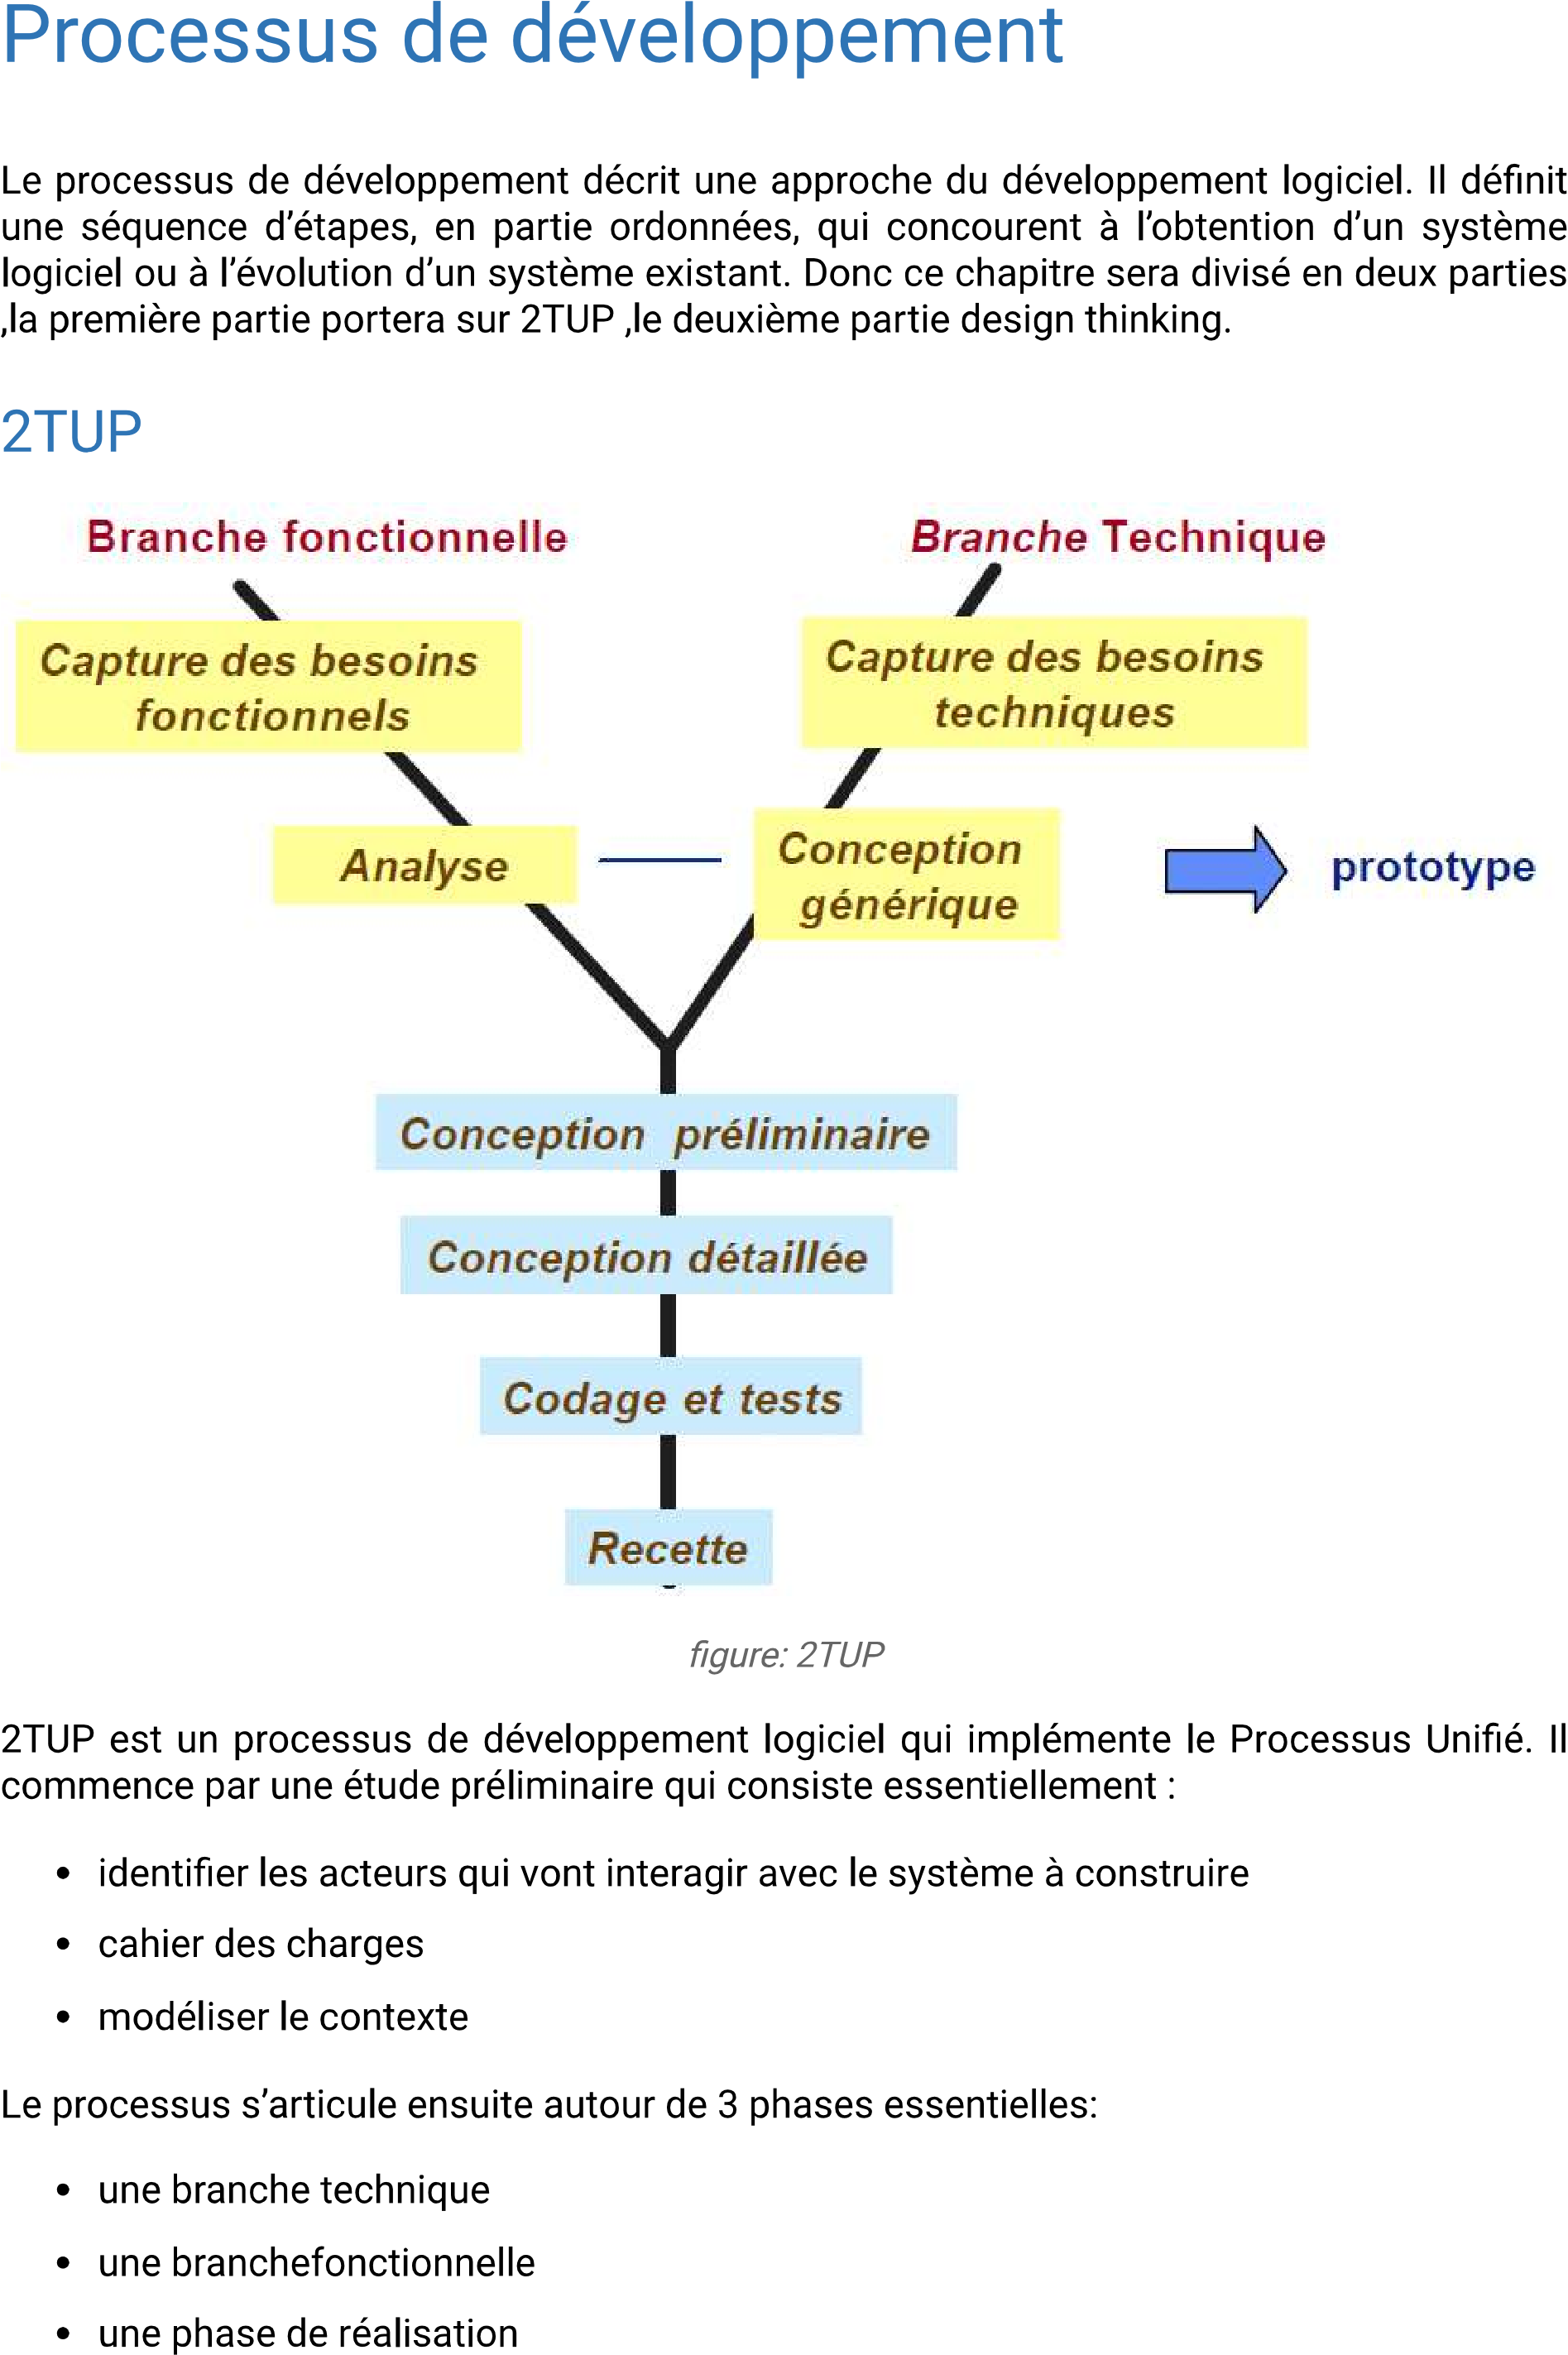 Processus de développement
Le processus de développement décrit une approche du développement logiciel. Il définit
une séquence d’étapes, en partie ordonnées, qui concourent à l’obtention d’un système
logiciel ou à l’évolution d’un système existant. Donc ce chapitre sera divisé en deux parties
,la première partie portera sur 2TUP ,le deuxième partie design thinking.
2TUP
Branche fonctionnelle
Branche Technique
Capture des besoins
fonctionnels
Capture des besoins
techniques
Analyse
Conception
générique
prototype
Conception préliminaire
Conception détaillée
Codage et tests
Recette
figure: 2TUP
2TUP est un processus de développement logiciel qui implémente le Processus Unifié. Il
commence par une étude préliminaire qui consiste essentiellement :
• identifier les acteurs qui vont interagir avec le système à construire
• cahier des charges
• modéliser le contexte
Le processus s’articule ensuite autour de 3 phases essentielles:
• une branche technique
• une branchefonctionnelle
• une phase de réalisation